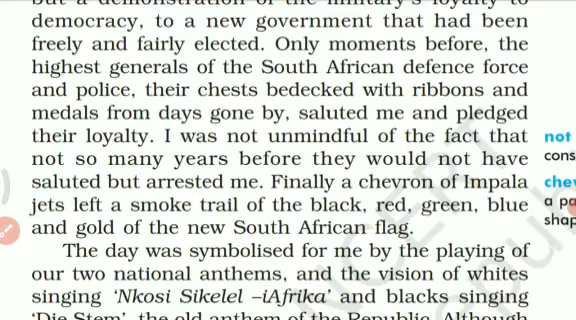 but a demonstration of the military's loyalty to
democracy, to a new government that had been
freely and fairly elected. Only moments before, the
highest generals of the South African defence force
and police, their chests bedecked with ribbons and
medals from days gone by, saluted me and pledged
their loyalty. I was not unmindful of the fact that
not so many years before they would not have
saluted but arrested me. Finally a chevron of Impala
jets left a smoke trail of the black, red, green, blue
and gold of the new South African flag.
The day was symbolised for me by the playing of
our two national anthems, and the vision of whites
singing ‘Nkosi Sikelel –iAfrika’ and blacks singing
‘Die Stem’, the old anthem of the Republic. Although
not
cons
chev
a pa
shap
NCERT